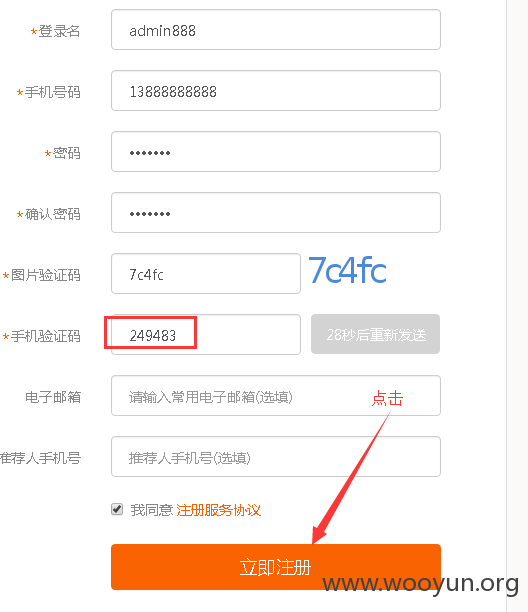 *登录名 admin888
*手机号码 13888888888
*密码 •••••••
*确认密码 •••••••
*图片验证码 7c4fc 7c4fc
*手机验证码 249483 28秒后重新发送
电子邮箱 请输入常用电子邮箱(选填) 点击
推荐人手机号 推荐人手机号(选填)
我同意 注册服务协议
立即注册
www.wooyun.org